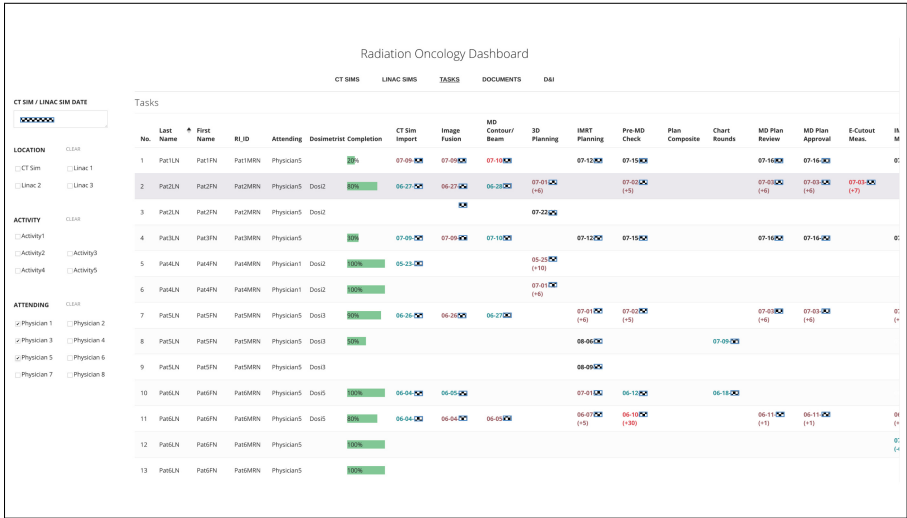 Radiation Oncology Dashboard
CT SIMS LINAC SIMS TASKS DOCUMENTS D&I
CT SIM / LINAC SIM DATE
LOCATION CLEAR
CT Sim Linac 1
Linac 2 Linac 3
ACTIVITY CLEAR
Activity1
Activity2 Activity3
Activity4 Activity5
ATTENDING CLEAR
Physician 1 Physician 2
Physician 3 Physician 4
Physician 5 Physician 6
Physician 7 Physician 8
Tasks
No. Last Name First Name RI_ID Attending Dosimetrist Completion CT Sim Import Image Fusion MD Contour/ Beam 3D Planning IMRT Planning Pre-MD Check Plan Composite Chart Rounds MD Plan Review MD Plan Approval E-Cutout Meas.
1 Pat1LN Pat1FN Pat1MRN Physician5 20% 07-09- 07-09- 07-10- 07-12- 07-15- 07-16- 07-16- 07
2 Pat2LN Pat2FN Pat2MRN Physician5 Dosi2 80% 06-27- 06-27- 06-28- 07-01- (+6) 07-02- (+5) 07-03- (+6) 07-03- (+6) 07-03- (+7)
3 Pat2LN Pat2FN Pat2MRN Physician5 Dosi2 07-22-
4 Pat3LN Pat3FN Pat3MRN Physician5 30% 07-09- 07-09- 07-10- 07-12- 07-15- 07-16- 07-16- 07
5 Pat4LN Pat4FN Pat4MRN Physician1 Dosi2 100% 05-23- 05-25- (+10)
6 Pat4LN Pat4FN Pat4MRN Physician1 Dosi2 100% 07-01- (+6)
7 Pat5LN Pat5FN Pat5MRN Physician5 Dosi3 90% 06-26- 06-26- 06-27- 07-01- (+6) 07-02- (+5) 07-03- (+6) 07-03- (+6)
8 Pat5LN Pat5FN Pat5MRN Physician5 Dosi3 50% 08-06- 07-09-
9 Pat5LN Pat5FN Pat5MRN Physician5 Dosi3 08-09-
10 Pat6LN Pat6FN Pat6MRN Physician5 Dosi5 100% 06-04- 06-05- 07-01- 06-12- 06-18-
11 Pat6LN Pat6FN Pat6MRN Physician5 Dosi5 80% 06-04- 06-04- 06-05- 06-07- (+5) 06-10- (+30) 06-11- (+1) 06-11- (+1)
12 Pat6LN Pat6FN Pat6MRN Physician5 100%
13 Pat6LN Pat6FN Pat6MRN Physician5 100%